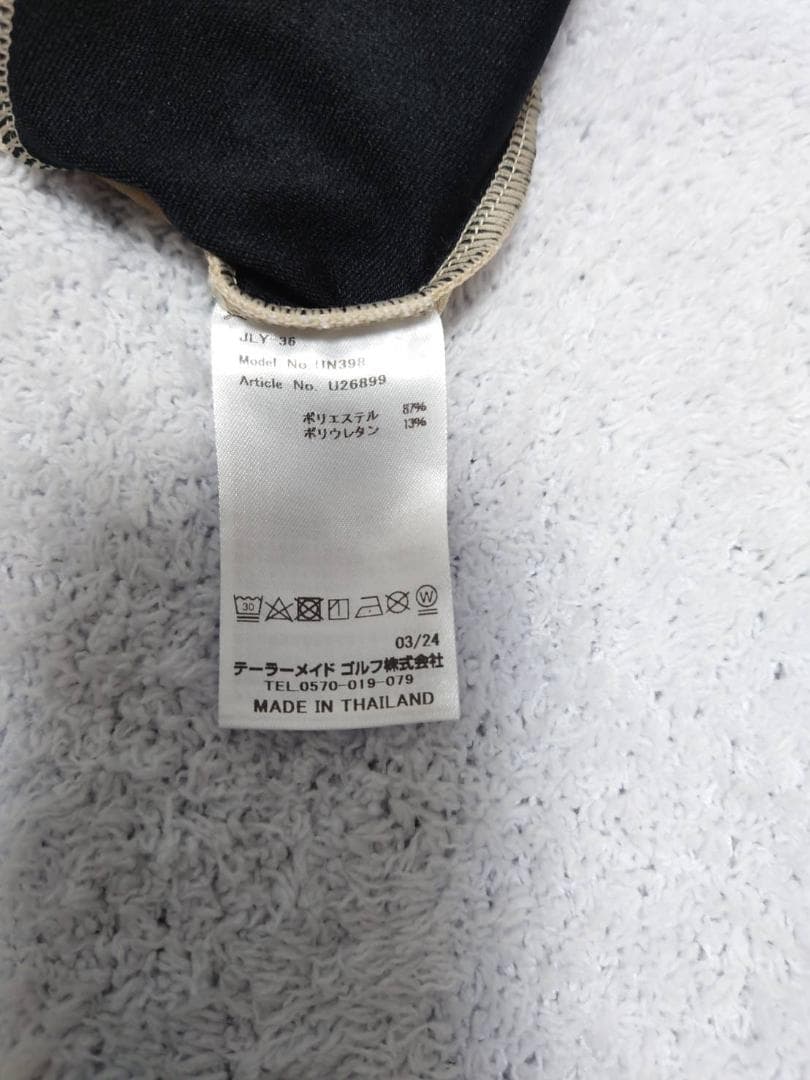 JLY 36
Model No. UN398
Article No. U26899
ポリエステル 87%
ポリウレタン 13%
30 W
03/24
テーラーメイド ゴルフ株式会社
TEL.0570-019-079
MADE IN THAILAND